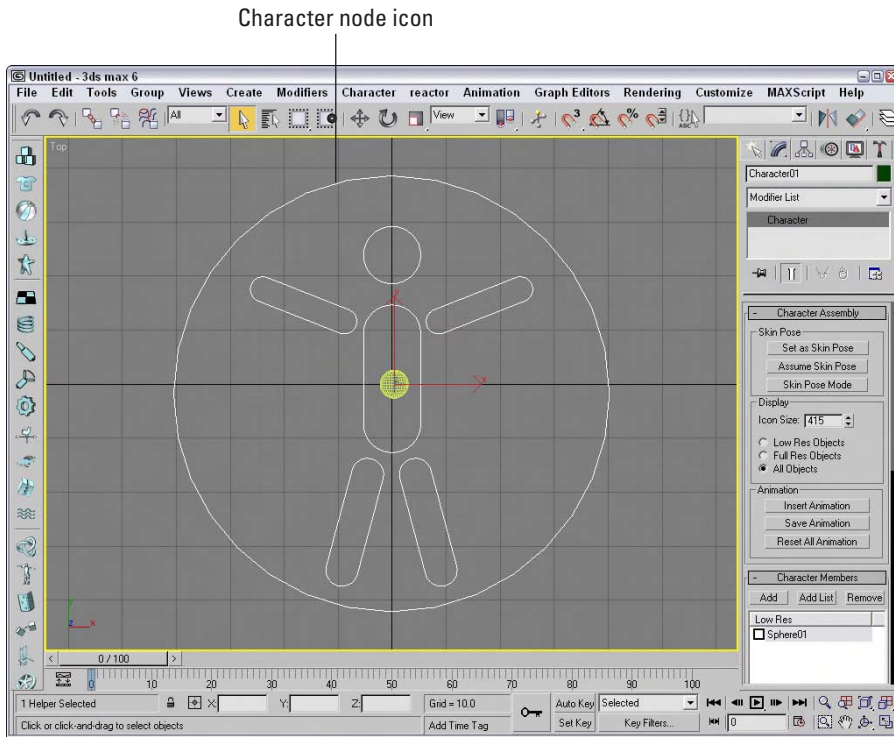 Character node icon
Untitled - 3ds max 6
File Edit Tools Group Views Create Modifiers Character reactor Animation Graph Editors Rendering Customize MAXScript Help
All
View
3
%
ABC
Top
Character01
Modifier List
Character
- Character Assembly
Skin Pose
Set as Skin Pose
Assume Skin Pose
Skin Pose Mode
Display
Icon Size: 415
Low Res Objects
Full Res Objects
All Objects
Animation
Insert Animation
Save Animation
Reset All Animation
- Character Members
Add Add List Remove
Low Res
Sphere01
y
x
y
z x
< 0 / 100 >
0 10 20 30 40 50 60 70 80 90 100
1 Helper Selected X: Y: Z: Grid = 10.0 Auto Key Selected
Click or click-and-drag to select objects Add Time Tag Set Key Key Filters... 0